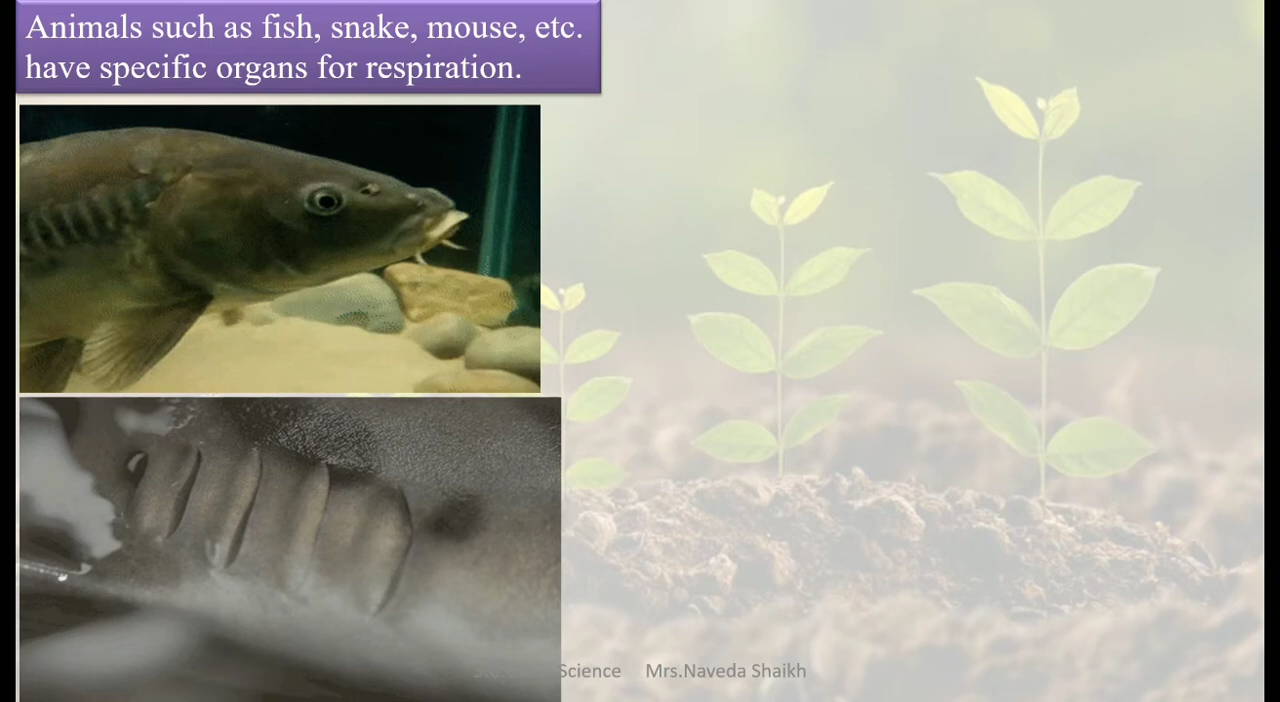 Animals such as fish, snake, mouse, etc.
have specific organs for respiration.
Science Mrs.Naveda Shaikh